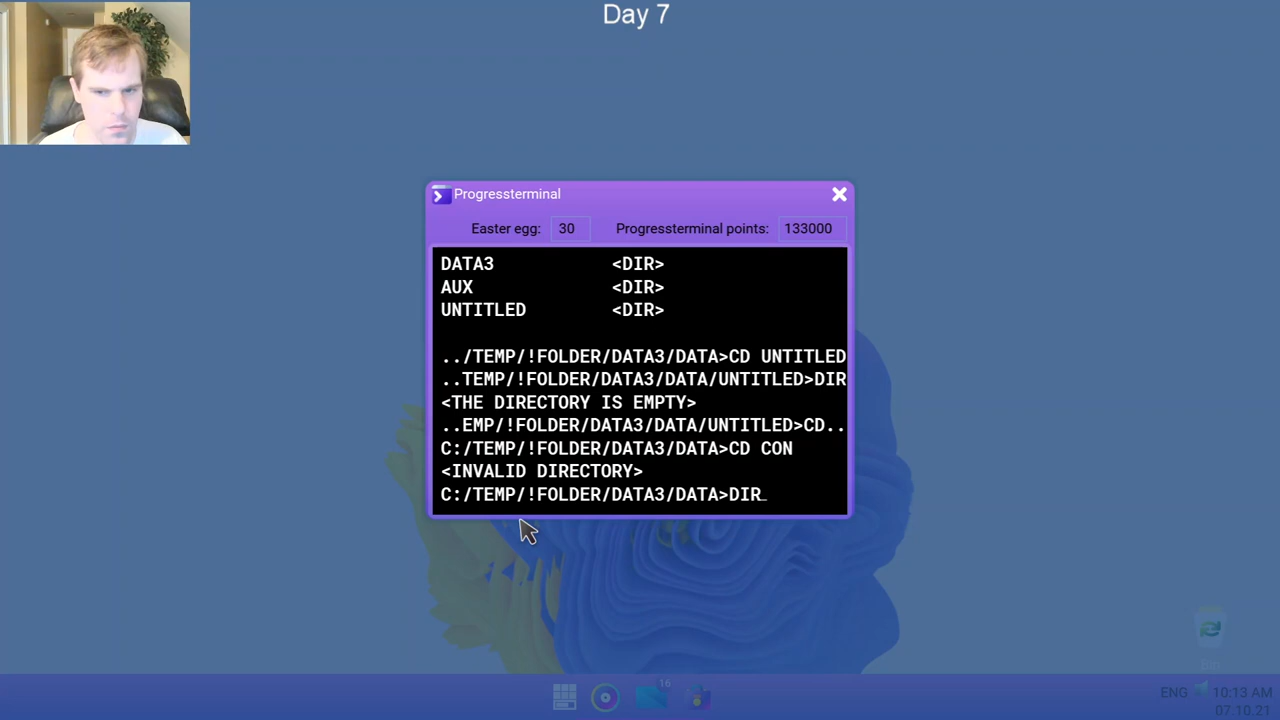 Day 7
Progressterminal
Easter egg: 30 Progressterminal points: 133000
DATA3 <DIR>
AUX <DIR>
UNTITLED <DIR>
../TEMP/!FOLDER/DATA3/DATA>CD UNTITLED
..TEMP/!FOLDER/DATA3/DATA/UNTITLED>DIR
<THE DIRECTORY IS EMPTY>
..EMP/!FOLDER/DATA3/DATA/UNTITLED>CD..
C:/TEMP/!FOLDER/DATA3/DATA>CD CON
<INVALID DIRECTORY>
C:/TEMP/!FOLDER/DATA3/DATA>DIR_
Bin
16
ENG 10:13 AM
07.10.21